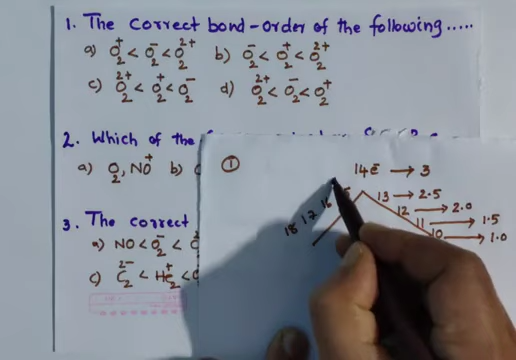 1. The correct bond-order of the following.....
a) O₂⁺ < O₂⁻ < O₂²⁺ b) O₂⁻ < O₂⁺ < O₂²⁺
c) O₂²⁺ < O₂⁺ < O₂⁻ d) O₂²⁺ < O₂⁻ < O₂⁺
2. Which of the
a) O₂, NO⁺ b)
3. The correct
a) NO < O₂⁻ <
c) C₂²⁻ < He₂⁺ <
①
14e̅ → 3
13 → 2.5
12 → 2.0
11 → 1.5
10 → 1.0
18 17 16